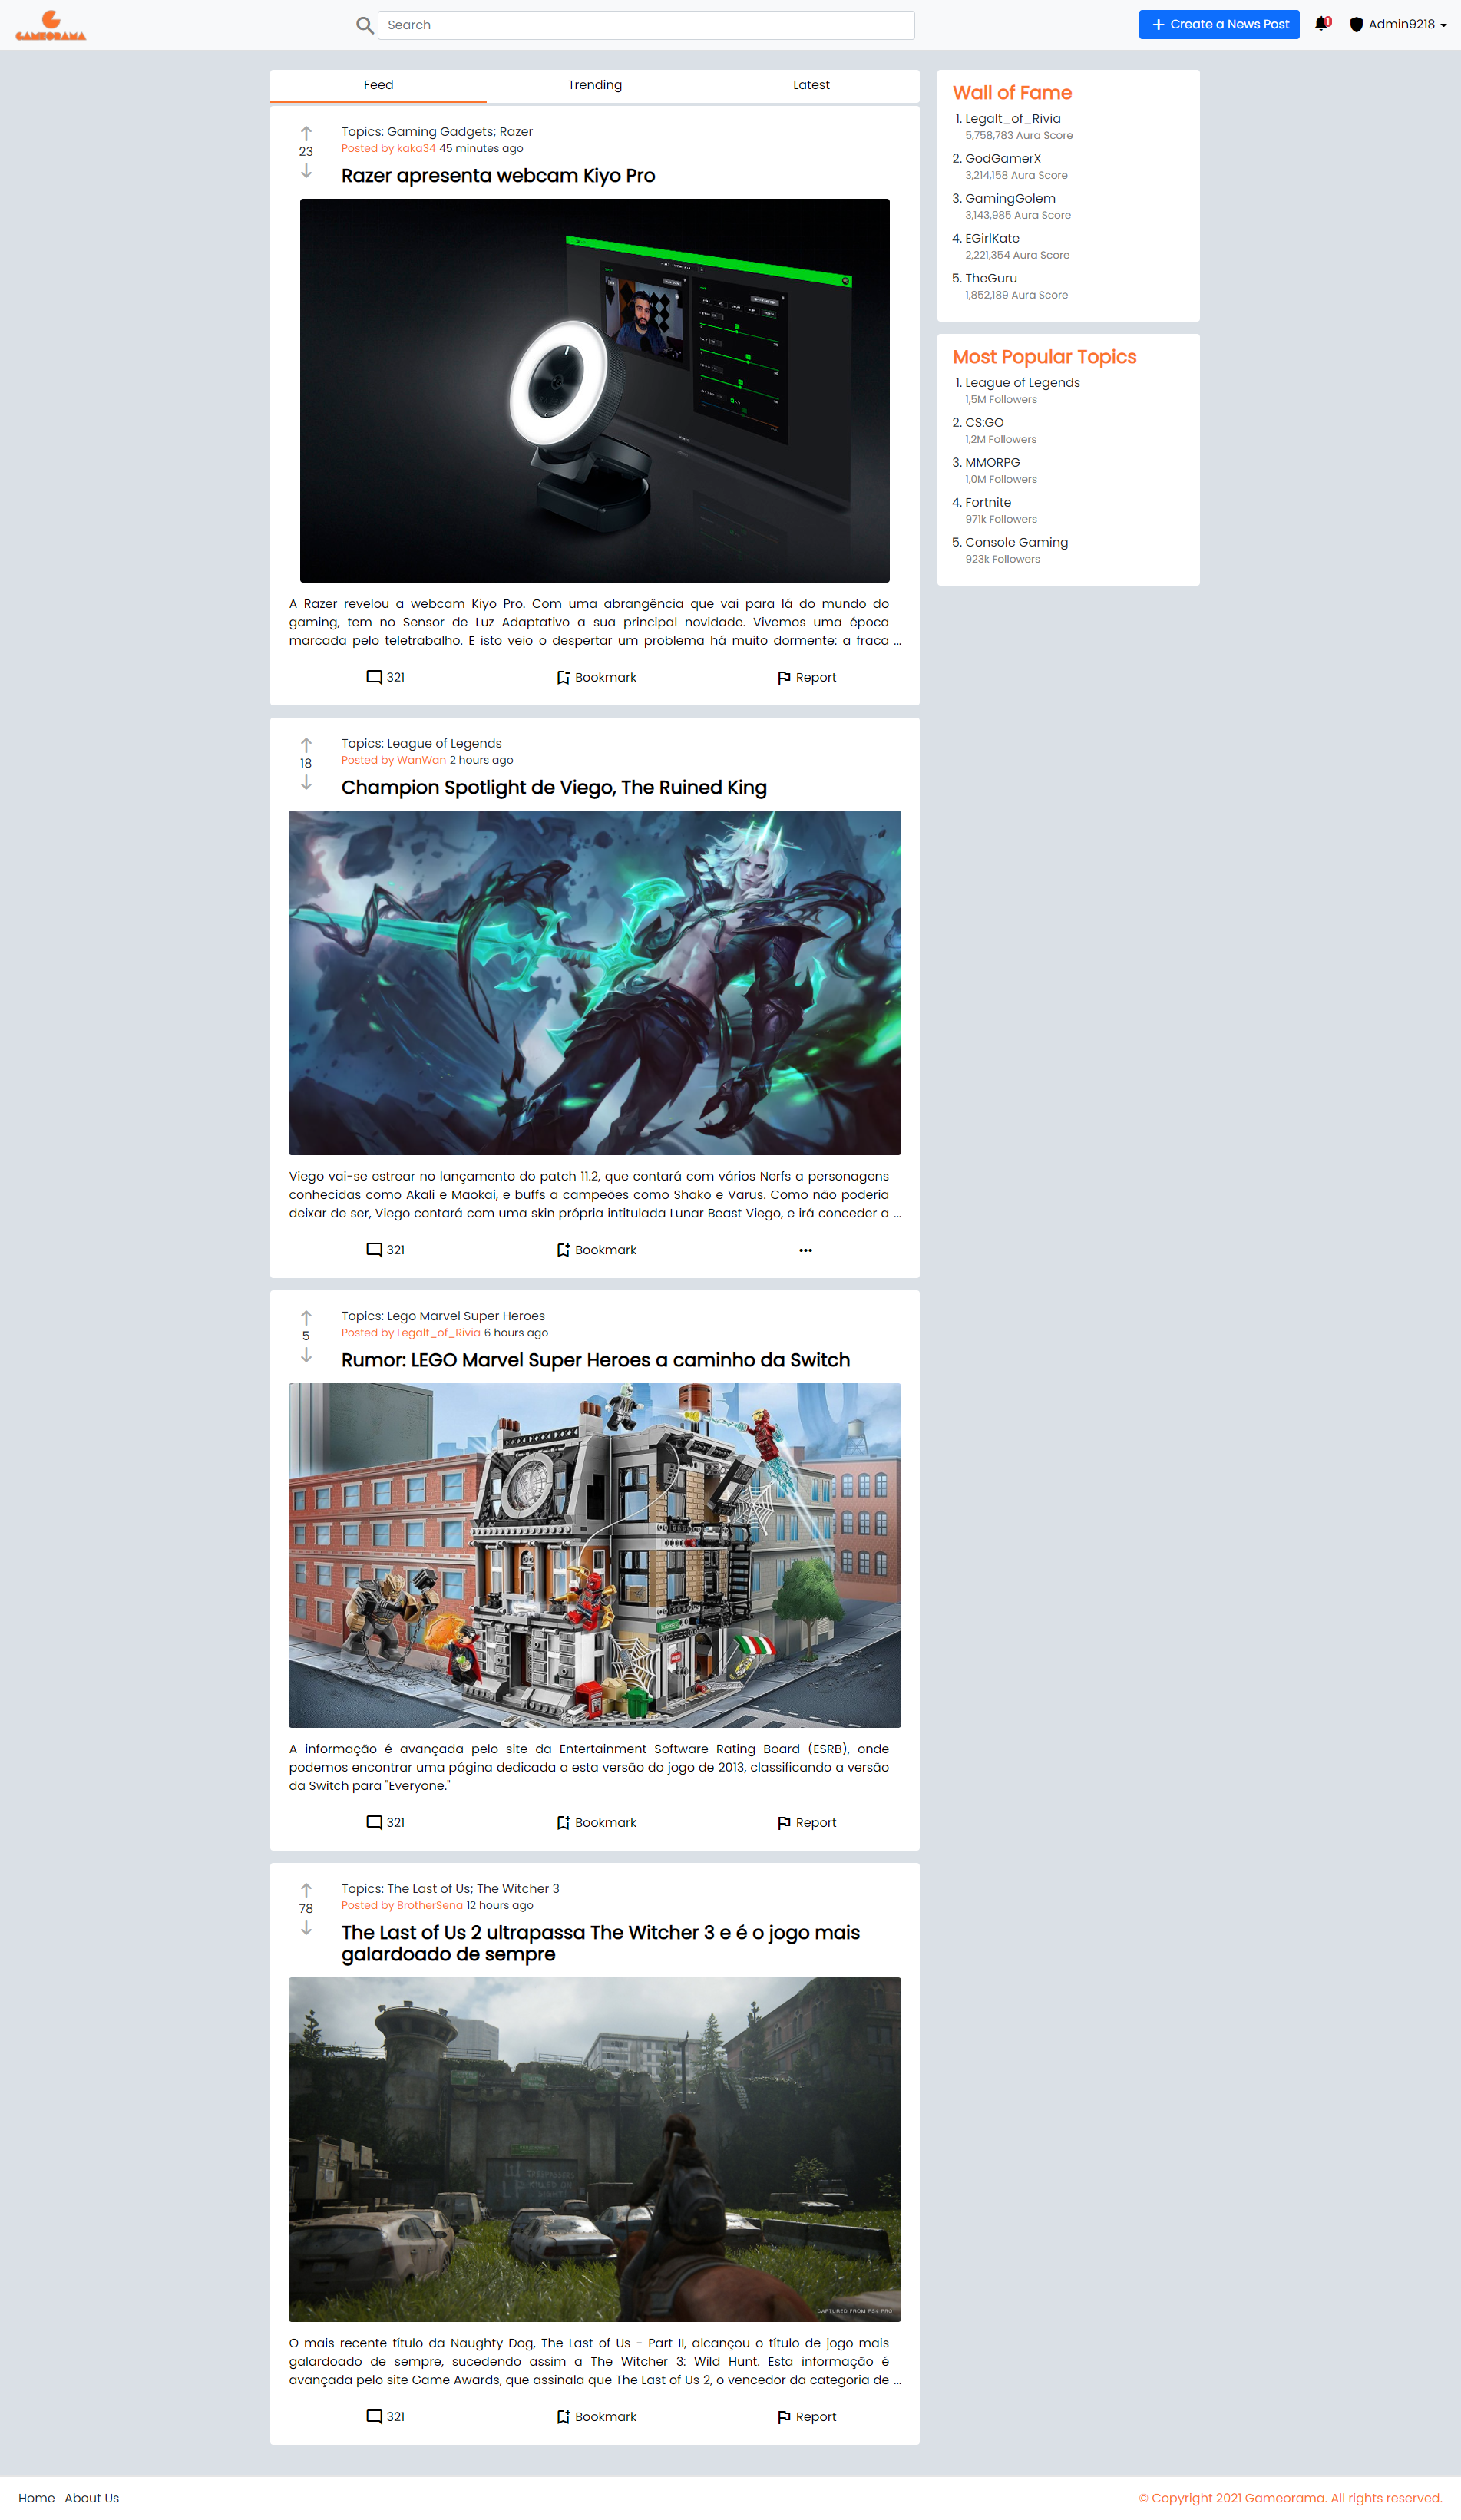 GAMEORAMA
Search
Create a News Post
Admin9218
Feed
Trending
Latest
23
Topics: Gaming Gadgets; Razer
Posted by kaka34 45 minutes ago
Razer apresenta webcam Kiyo Pro
A Razer revelou a webcam Kiyo Pro. Com uma abrangência que vai para lá do mundo do
gaming, tem no Sensor de Luz Adaptativo a sua principal novidade. Vivemos uma época
marcada pelo teletrabalho. E isto veio o despertar um problema há muito dormente: a fraca ...
321
Bookmark
Report
18
Topics: League of Legends
Posted by WanWan 2 hours ago
Champion Spotlight de Viego, The Ruined King
Viego vai-se estrear no lançamento do patch 11.2, que contará com vários Nerfs a personagens
conhecidas como Akali e Maokai, e buffs a campeões como Shako e Varus. Como não poderia
deixar de ser, Viego contará com uma skin própria intitulada Lunar Beast Viego, e irá conceder a ...
321
Bookmark
...
5
Topics: Lego Marvel Super Heroes
Posted by Legalt_of_Rivia 6 hours ago
Rumor: LEGO Marvel Super Heroes a caminho da Switch
A informação é avançada pelo site da Entertainment Software Rating Board (ESRB), onde
podemos encontrar uma página dedicada a esta versão do jogo de 2013, classificando a versão
da Switch para "Everyone."
321
Bookmark
Report
78
Topics: The Last of Us; The Witcher 3
Posted by BrotherSena 12 hours ago
The Last of Us 2 ultrapassa The Witcher 3 e é o jogo mais
galardoado de sempre
CAPTURED FROM PS4 PRO
O mais recente título da Naughty Dog, The Last of Us - Part II, alcançou o título de jogo mais
galardoado de sempre, sucedendo assim a The Witcher 3: Wild Hunt. Esta informação é
avançada pelo site Game Awards, que assinala que The Last of Us 2, o vencedor da categoria de ...
321
Bookmark
Report
Wall of Fame
1. Legalt_of_Rivia
5,758,783 Aura Score
2. GodGamerX
3,214,158 Aura Score
3. GamingGolem
3,143,985 Aura Score
4. EGirlKate
2,221,354 Aura Score
5. TheGuru
1,852,189 Aura Score
Most Popular Topics
1. League of Legends
1,5M Followers
2. CS:GO
1,2M Followers
3. MMORPG
1,0M Followers
4. Fortnite
971k Followers
5. Console Gaming
923k Followers
Home
About Us
© Copyright 2021 Gameorama. All rights reserved.